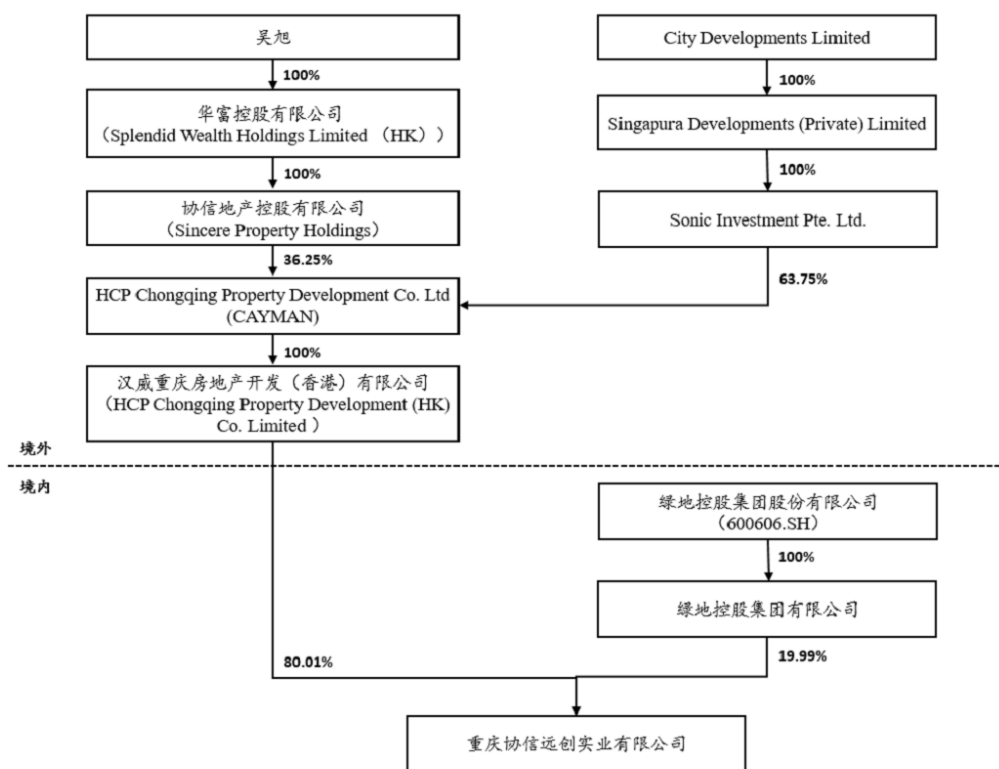 吴旭
City Developments Limited
100%
100%
华富控股有限公司
（Splendid Wealth Holdings Limited （HK））
Singapura Developments (Private) Limited
100%
100%
协信地产控股有限公司
（Sincere Property Holdings）
Sonic Investment Pte. Ltd.
36.25%
63.75%
HCP Chongqing Property Development Co. Ltd
(CAYMAN)
100%
汉威重庆房地产开发（香港）有限公司
（HCP Chongqing Property Development (HK)
Co. Limited ）
境外
境内
绿地控股集团股份有限公司
（600606.SH）
100%
绿地控股集团有限公司
80.01%
19.99%
重庆协信远创实业有限公司